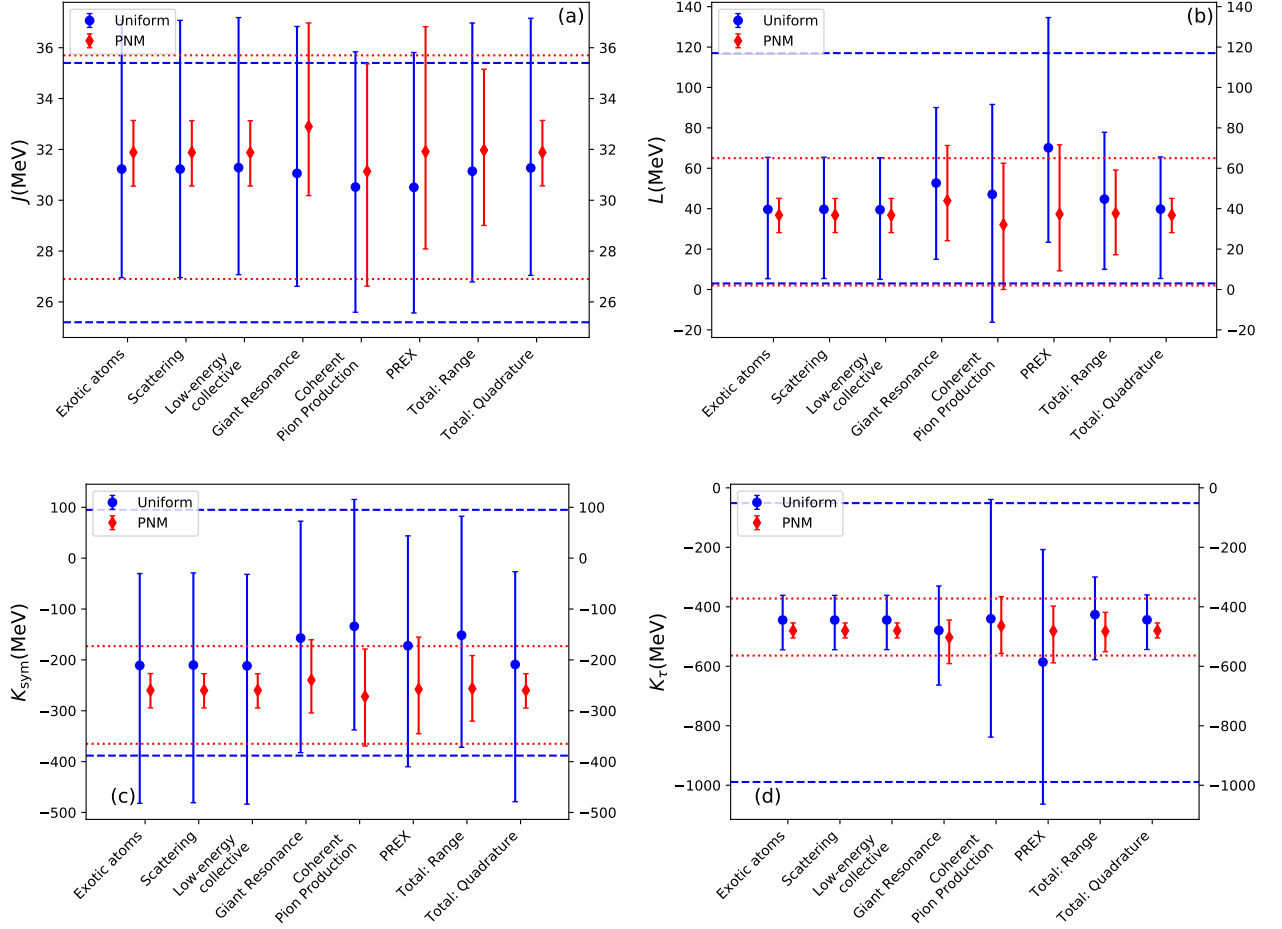 (a)
Uniform
PNM
J(MeV)
36
34
32
30
28
26
36
34
32
30
28
26
Exotic atoms
Scattering
Low-energy
collective
Giant Resonance
Coherent
Pion Production
PREX
Total: Range
Total: Quadrature
(b)
Uniform
PNM
L(MeV)
140
120
100
80
60
40
20
0
−20
140
120
100
80
60
40
20
0
−20
Exotic atoms
Scattering
Low-energy
collective
Giant Resonance
Coherent
Pion Production
PREX
Total: Range
Total: Quadrature
Uniform
PNM
Ksym(MeV)
100
0
−100
−200
−300
−400
−500
100
0
−100
−200
−300
−400
−500
(c)
Exotic atoms
Scattering
Low-energy
collective
Giant Resonance
Coherent
Pion Production
PREX
Total: Range
Total: Quadrature
Uniform
PNM
Kτ(MeV)
0
−200
−400
−600
−800
−1000
0
−200
−400
−600
−800
−1000
(d)
Exotic atoms
Scattering
Low-energy
collective
Giant Resonance
Coherent
Pion Production
PREX
Total: Range
Total: Quadrature